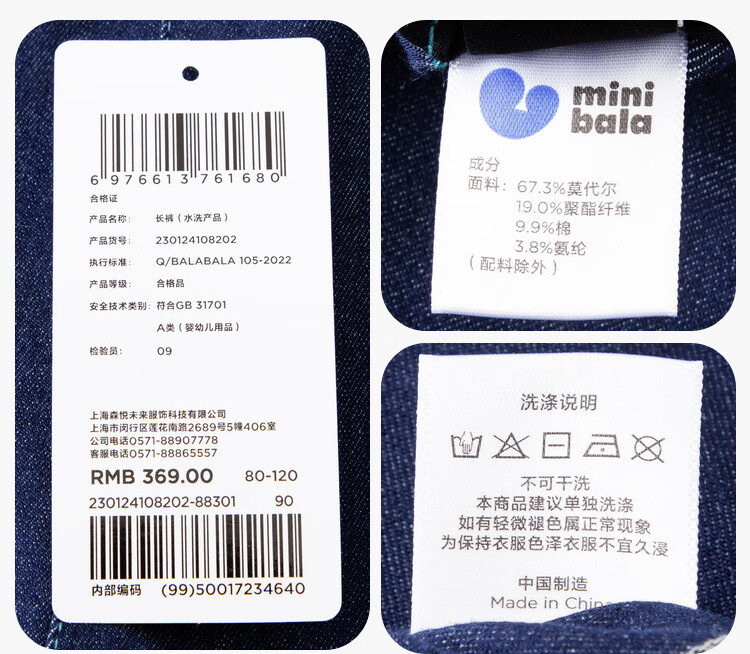 6 976613 761680
合格证
产品名称: 长裤（水洗产品）
产品货号: 230124108202
执行标准: Q/BALABALA 105-2022
产品等级: 合格品
安全技术类别: 符合GB 31701
A类（婴幼儿用品）
检验员: 09
上海森悦未来服饰科技有限公司
上海市闵行区莲花南路2689号5幢406室
公司电话0571-88907778
客服电话0571-88865557
RMB 369.00 80-120
230124108202-88301 90
内部编码 (99)50017234640
mini
bala
成分
面料: 67.3%莫代尔
19.0%聚酯纤维
9.9%棉
3.8%氨纶
（配料除外）
洗涤说明
不可干洗
本商品建议单独洗涤
如有轻微褪色属正常现象
为保持衣服色泽衣服不宜久浸
中国制造
Made in China